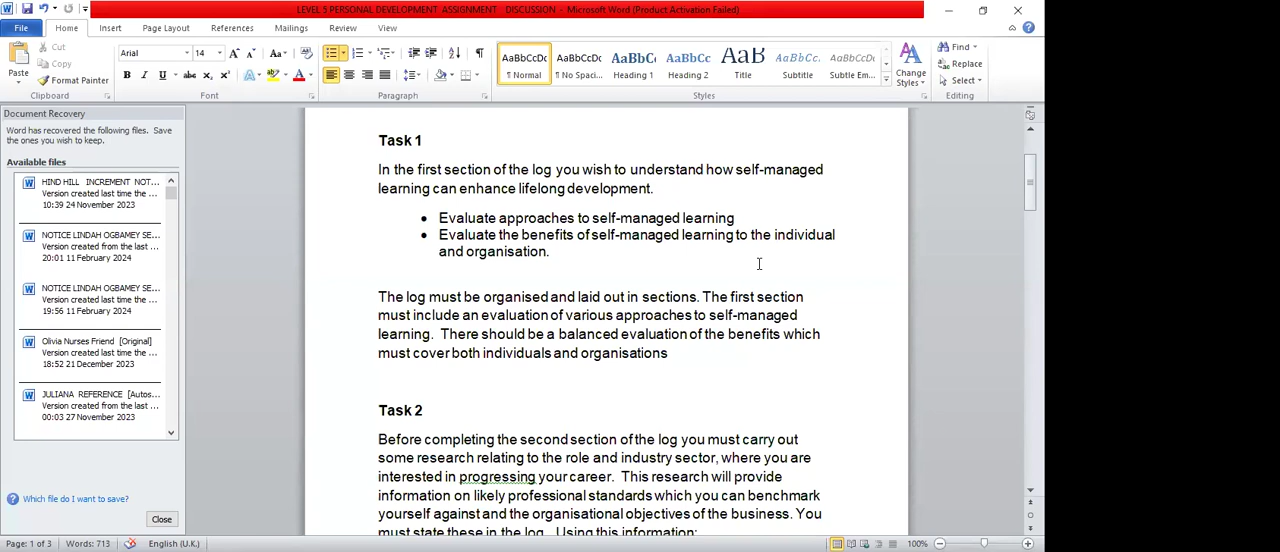 LEVEL 5 PERSONAL DEVELOPMENT ASSIGNMENT DISCUSSION - Microsoft Word (Product Activation Failed)
File Home Insert Page Layout References Mailings Review View
Cut
Copy
Format Painter
Paste
Clipboard
Arial 14
Font
Paragraph
AaBbCcDc AaBbCcDc AaBbCc AaBbCc AaB AaBbCc. AaBbCcDc
¶ Normal ¶ No Spaci... Heading 1 Heading 2 Title Subtitle Subtle Em...
Change
Styles
Styles
Find
Replace
Select
Editing
Document Recovery
Word has recovered the following files. Save
the ones you wish to keep.
Available files
HIND HILL INCREMENT NOT...
Version created last time the ...
10:39 24 November 2023
NOTICE LINDAH OGBAMEY SE...
Version created from the last ...
20:01 11 February 2024
NOTICE LINDAH OGBAMEY SE...
Version created last time the ...
19:56 11 February 2024
Olivia Nurses Friend [Original]
Version created last time the ...
18:52 21 December 2023
JULIANA REFERENCE [Autos...
Version created from the last ...
00:03 27 November 2023
Which file do I want to save?
Close
Task 1
In the first section of the log you wish to understand how self-managed
learning can enhance lifelong development.
• Evaluate approaches to self-managed learning
• Evaluate the benefits of self-managed learning to the individual
and organisation.
The log must be organised and laid out in sections. The first section
must include an evaluation of various approaches to self-managed
learning. There should be a balanced evaluation of the benefits which
must cover both individuals and organisations
Task 2
Before completing the second section of the log you must carry out
some research relating to the role and industry sector, where you are
interested in progressing your career. This research will provide
information on likely professional standards which you can benchmark
yourself against and the organisational objectives of the business. You
must state these in the log. Using this information:
Page: 1 of 3 Words: 713 English (U.K.) 100%